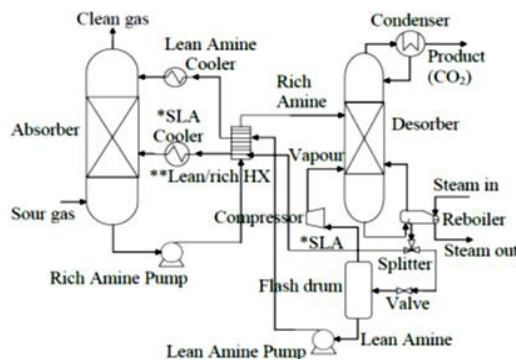 Clean gas
Condenser
Lean Amine
Cooler
Product
(CO₂)
Rich
Amine
*SLA
Cooler
Absorber
Desorber
Vapour
**Lean/rich HX
Steam in
Sour gas
Compressor
Reboiler
*SLA
Steam out
Splitter
Rich Amine Pump
Flash drum
Valve
Lean Amine
Lean Amine Pump